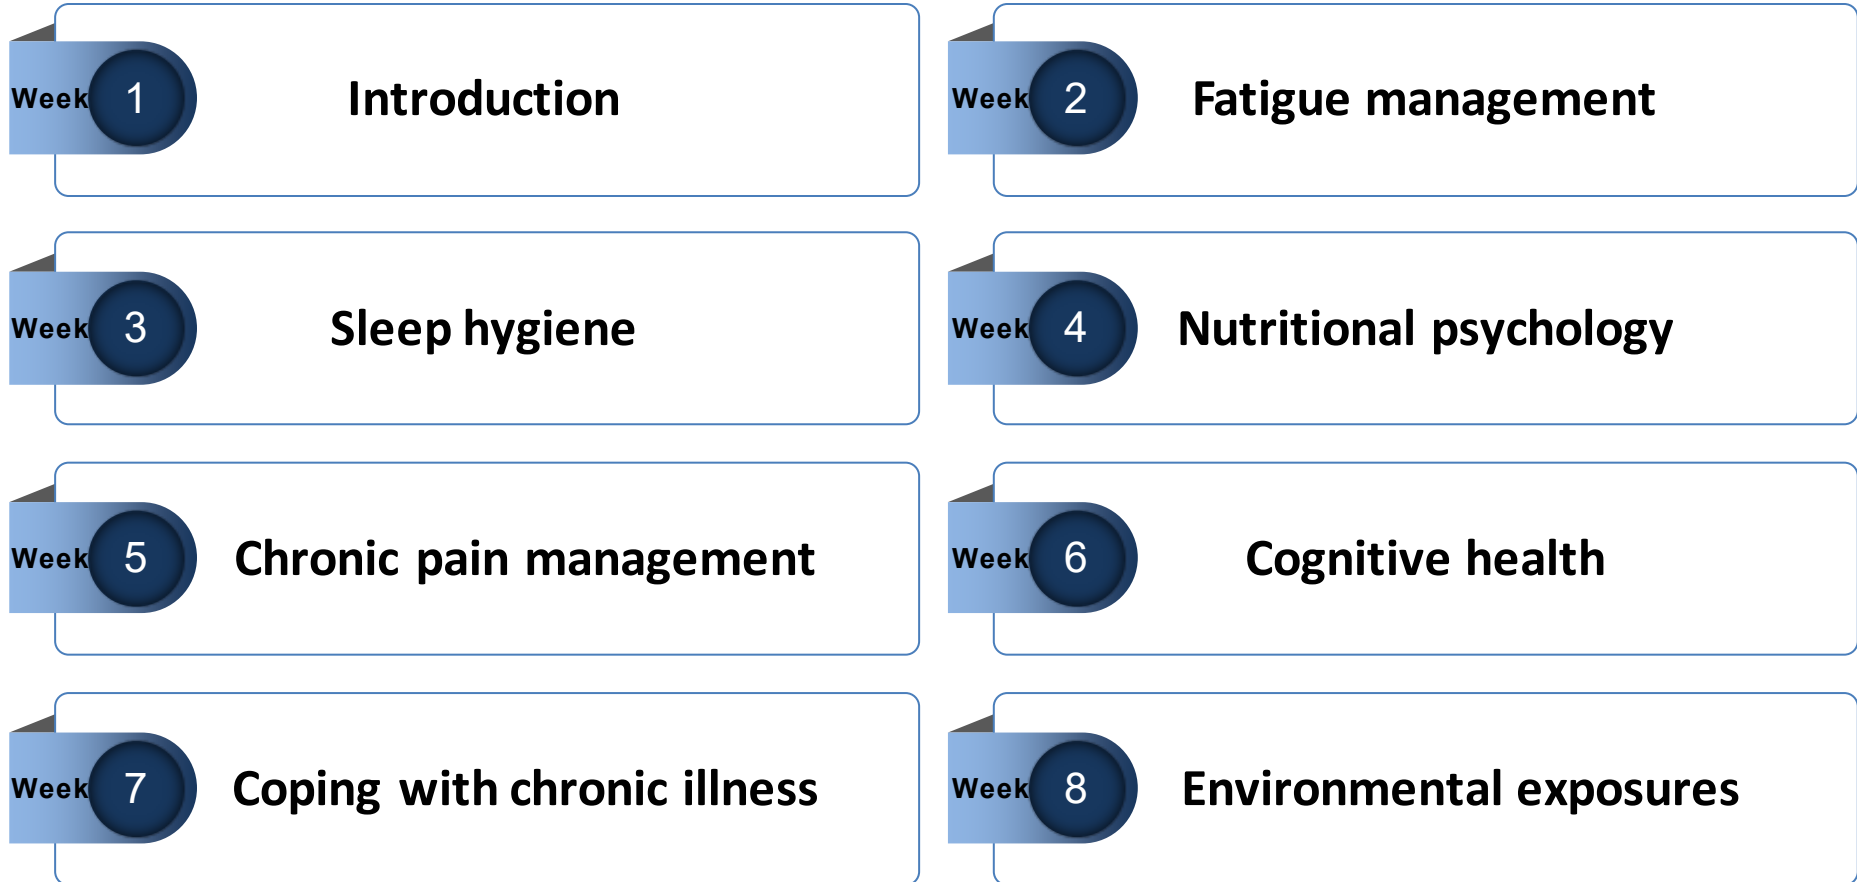 Week 1 Introduction
Week 2 Fatigue management
Week 3 Sleep hygiene
Week 4 Nutritional psychology
Week 5 Chronic pain management
Week 6 Cognitive health
Week 7 Coping with chronic illness
Week 8 Environmental exposures